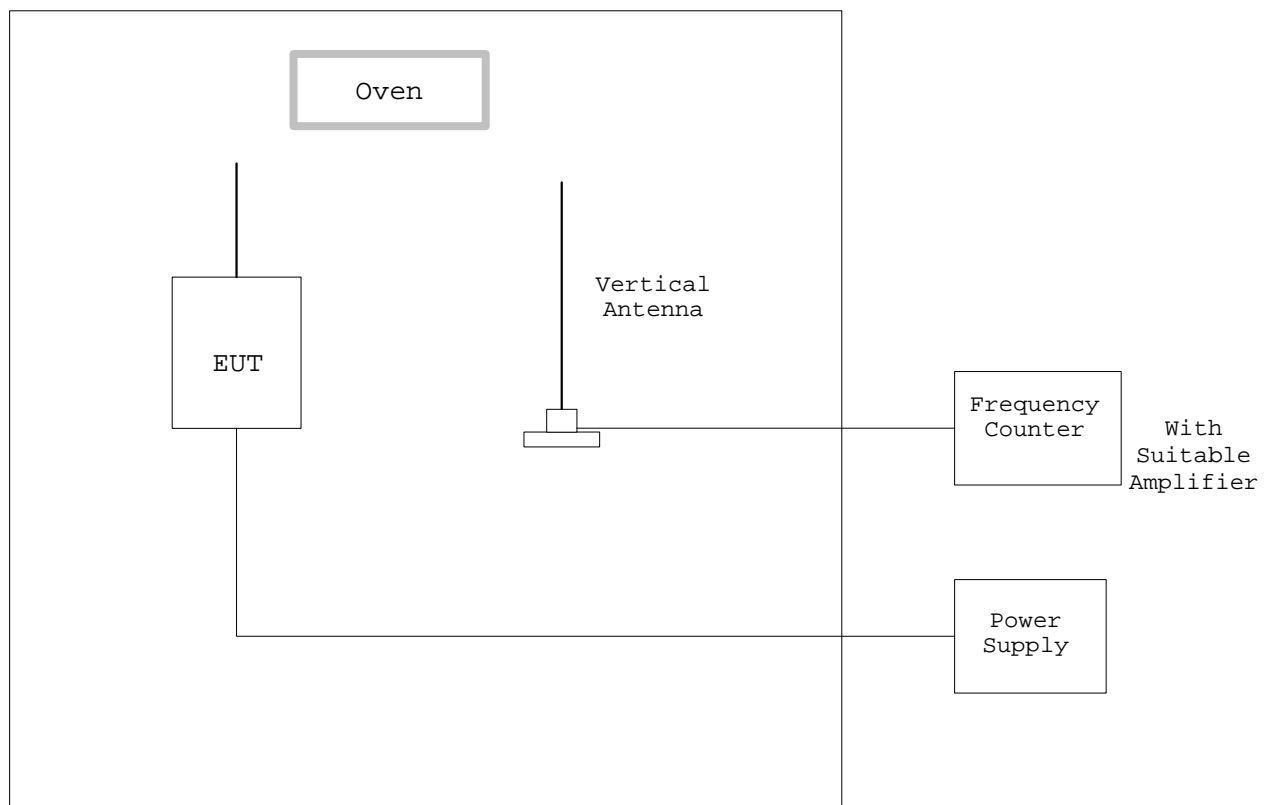 Oven
Vertical
Antenna
EUT
Frequency
Counter
With
Suitable
Amplifier
Power
Supply